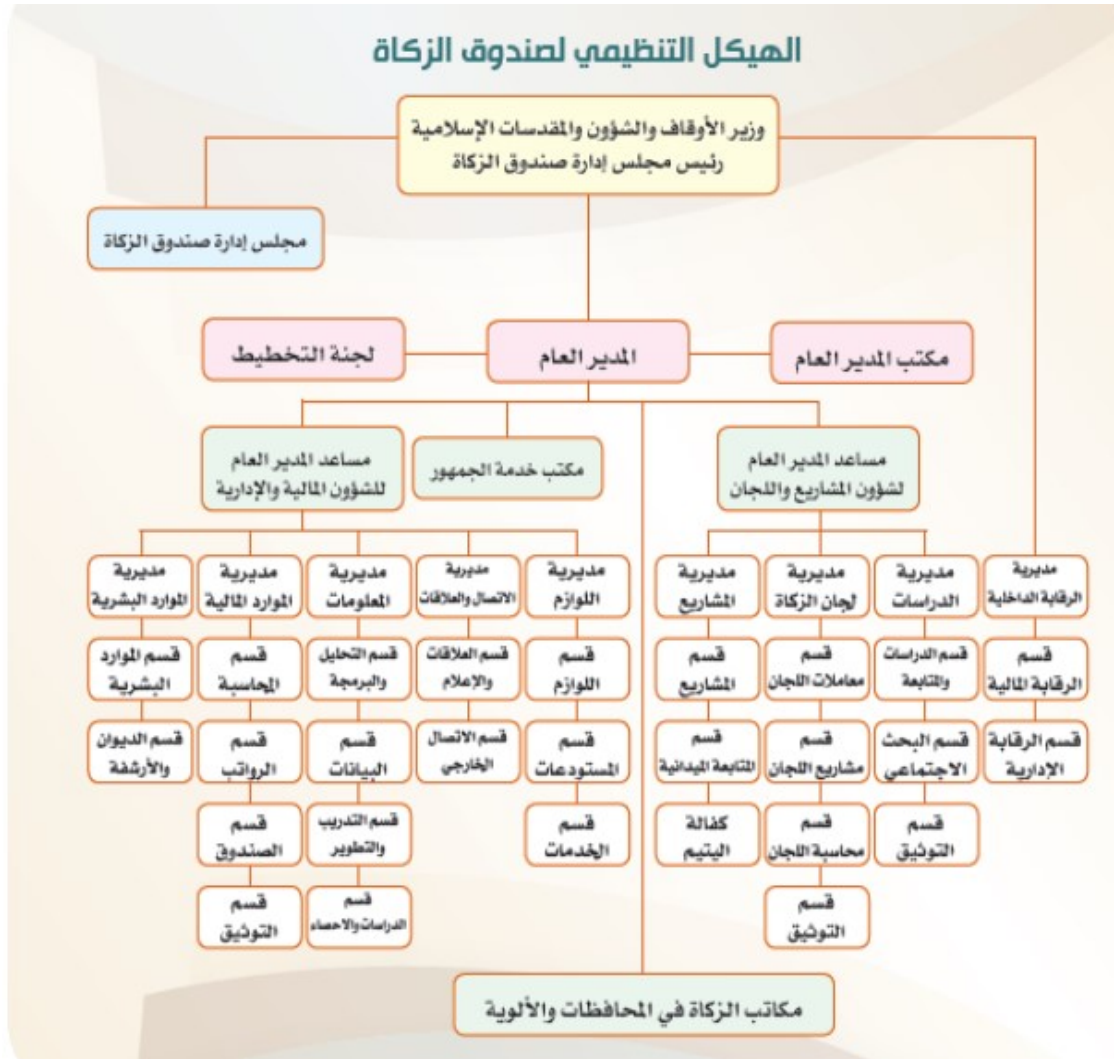 الهيكل التنظيمي لصندوق الزكاة
وزير الأوقاف والشؤون والمقدسات الإسلامية
رئيس مجلس إدارة صندوق الزكاة
مجلس إدارة صندوق الزكاة
مكتب المدير العام
المدير العام
لجنة التخطيط
مساعد المدير العام
لشؤون المشاريع واللجان
مكتب خدمة الجمهور
مساعد المدير العام
للشؤون المالية والإدارية
مديرية
الرقابة الداخلية
مديرية
الدراسات
مديرية
لجان الزكاة
مديرية
المشاريع
مديرية
اللوازم
مديرية
الاتصال والعلاقات
مديرية
المعلومات
مديرية
الموارد المالية
مديرية
الموارد البشرية
قسم
الرقابة المالية
قسم الدراسات
والمتابعة
قسم
معاملات اللجان
قسم
المشاريع
قسم
اللوازم
قسم العلاقات
والإعلام
قسم التحليل
والبرمجة
قسم
المحاسبة
قسم الموارد
البشرية
قسم الرقابة
الإدارية
قسم البحث
الاجتماعي
قسم
مشاريع اللجان
قسم
المتابعة الميدانية
قسم
المستودعات
قسم الاتصال
الخارجي
قسم
البيانات
قسم
الرواتب
قسم الديوان
والأرشفة
قسم
التوثيق
قسم
محاسبة اللجان
كفالة
اليتيم
قسم
الخدمات
قسم التدريب
والتطوير
قسم
الصندوق
قسم
التوثيق
قسم
الدراسات والاحصاء
قسم
التوثيق
مكاتب الزكاة في المحافظات والألوية